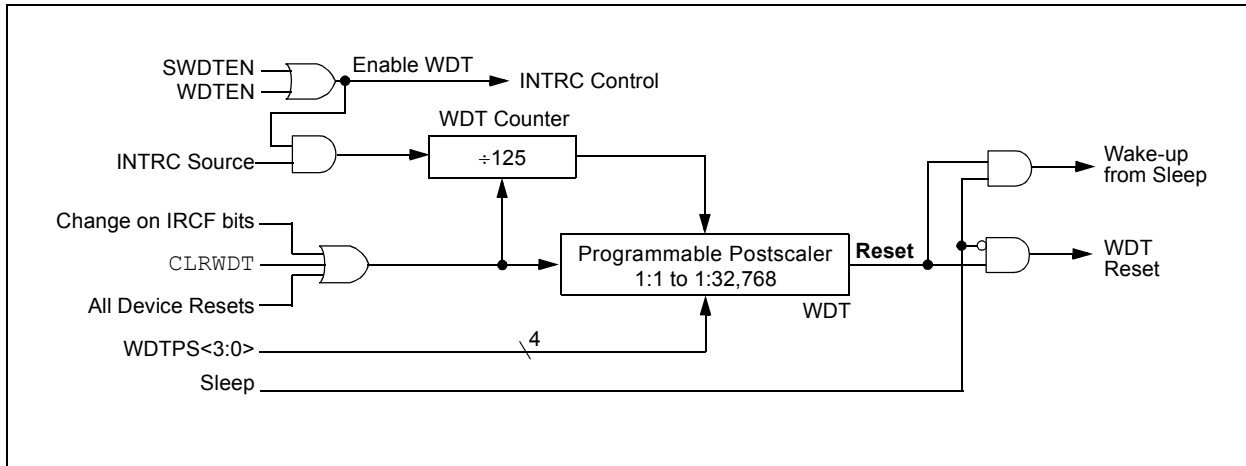 SWDTEN
WDTEN
Enable WDT
INTRC Control
WDT Counter
÷125
INTRC Source
Wake-up
from Sleep
Change on IRCF bits
CLRWDT
All Device Resets
Programmable Postscaler
1:1 to 1:32,768
Reset
WDT
Reset
WDT
WDTPS<3:0>
4
Sleep